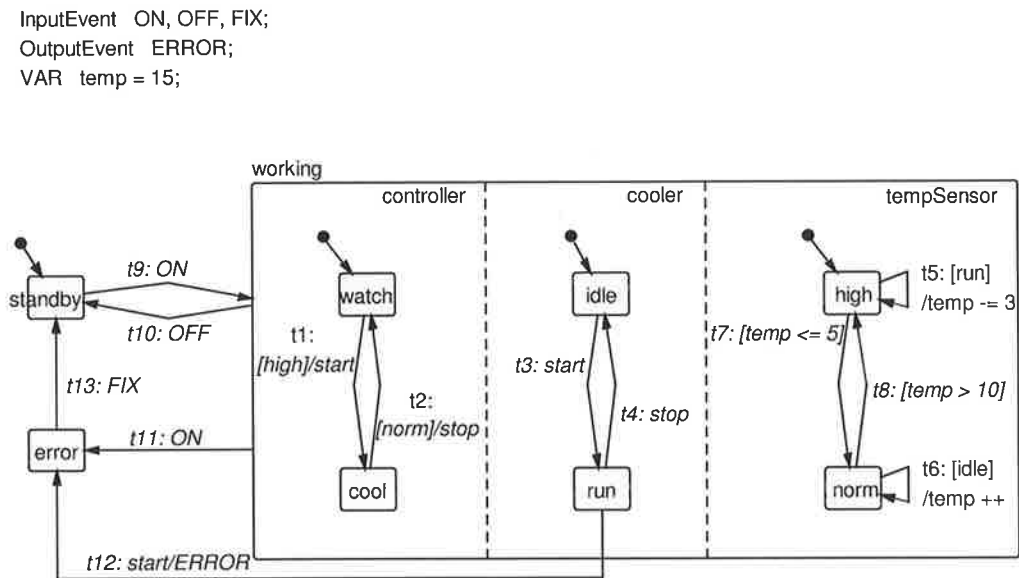 InputEvent ON, OFF, FIX;
OutputEvent ERROR;
VAR temp = 15;
working
controller
cooler
tempSensor
t9: ON
standby
t10: OFF
watch
idle
high
t5: [run]
/temp -= 3
t1:
[high]/start
t3: start
t7: [temp <= 5]
t8: [temp > 10]
t13: FIX
t2:
[norm]/stop
t4: stop
t11: ON
error
cool
run
norm
t6: [idle]
/temp ++
t12: start/ERROR